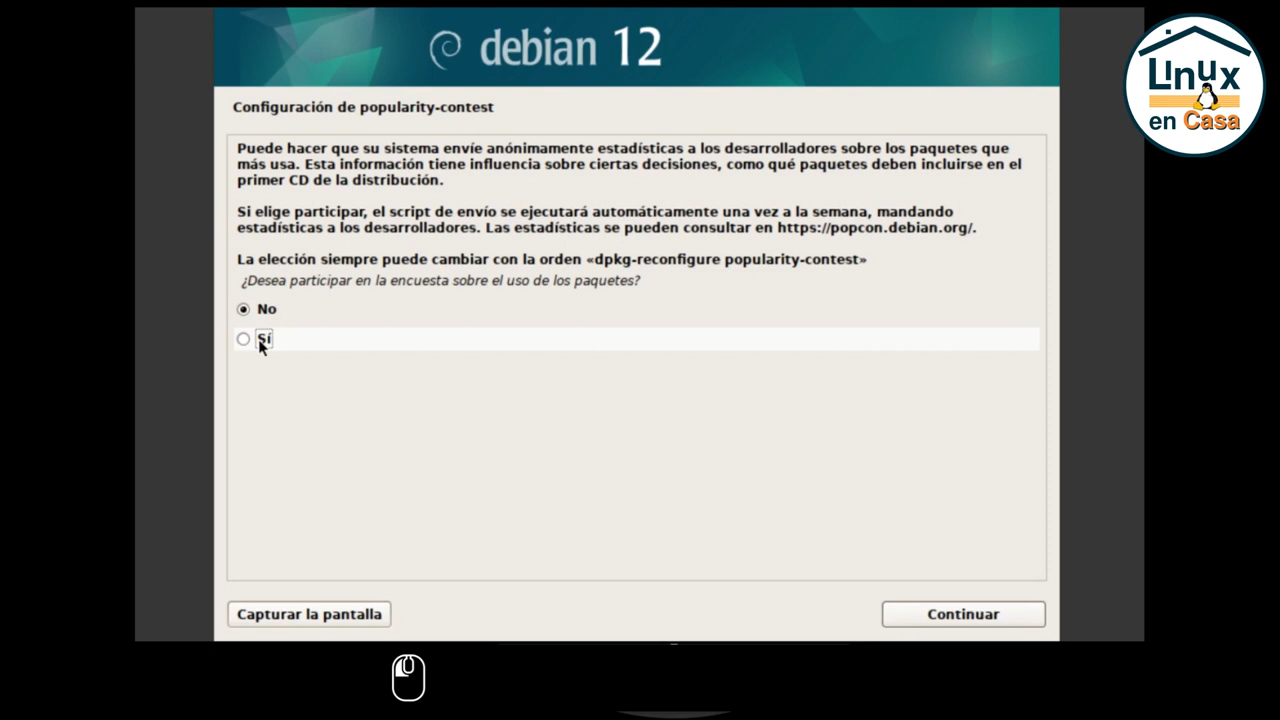 debian 12
Linux
en Casa
Configuración de popularity-contest
Puede hacer que su sistema envíe anónimamente estadísticas a los desarrolladores sobre los paquetes que
más usa. Esta información tiene influencia sobre ciertas decisiones, como qué paquetes deben incluirse en el
primer CD de la distribución.
Si elige participar, el script de envío se ejecutará automáticamente una vez a la semana, mandando
estadísticas a los desarrolladores. Las estadísticas se pueden consultar en https://popcon.debian.org/.
La elección siempre puede cambiar con la orden «dpkg-reconfigure popularity-contest»
¿Desea participar en la encuesta sobre el uso de los paquetes?
No
Sí
Capturar la pantalla
Continuar